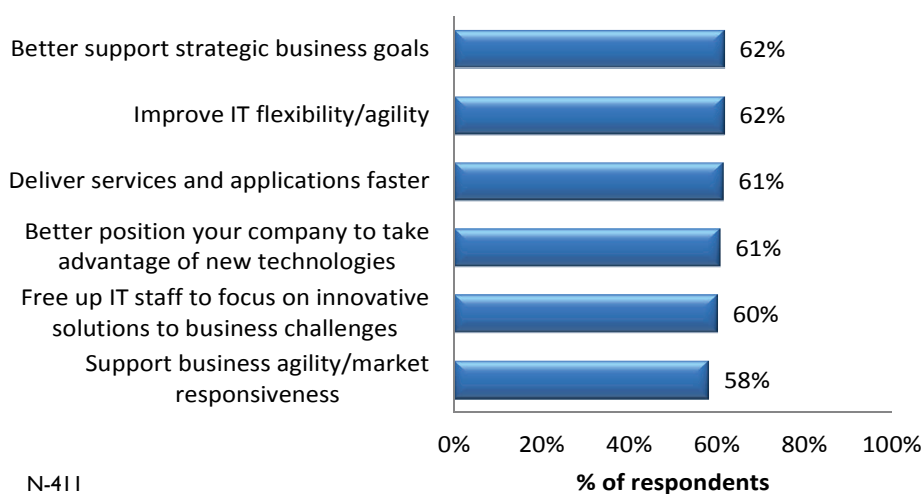 Better support strategic business goals
62%
Improve IT flexibility/agility
62%
Deliver services and applications faster
61%
Better position your company to take
advantage of new technologies
61%
Free up IT staff to focus on innovative
solutions to business challenges
60%
Support business agility/market
responsiveness
58%
0% 20% 40% 60% 80% 100%
N-411
% of respondents